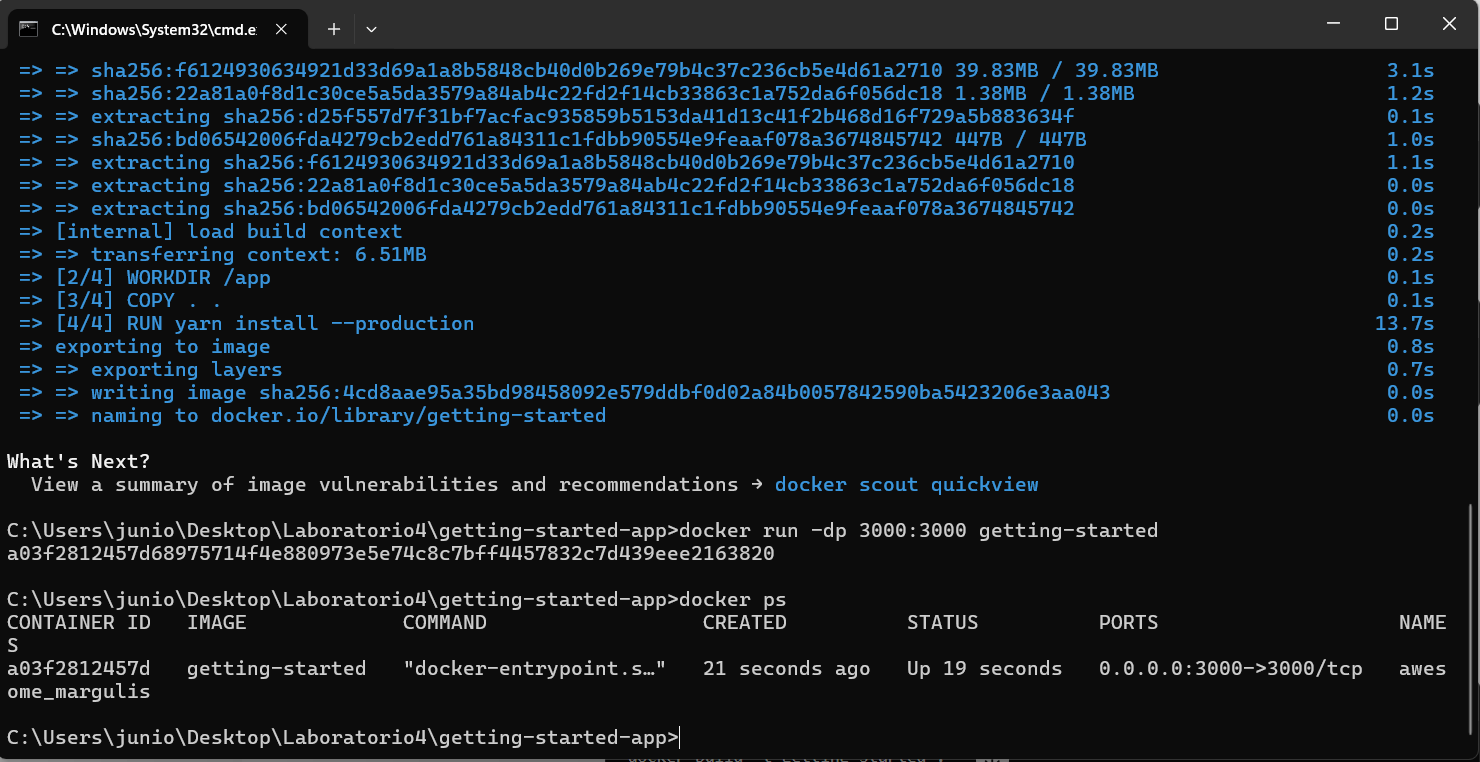 C:\Windows\System32\cmd.e
=> => sha256:f6124930634921d33d69a1a8b5848cb40d0b269e79b4c37c236cb5e4d61a2710 39.83MB / 39.83MB 3.1s
=> => sha256:22a81a0f8d1c30ce5a5da3579a84ab4c22fd2f14cb33863c1a752da6f056dc18 1.38MB / 1.38MB 1.2s
=> => extracting sha256:d25f557d7f31bf7acfac935859b5153da41d13c41f2b468d16f729a5b883634f 0.1s
=> => sha256:bd06542006fda4279cb2edd761a84311c1fdbb90554e9feaaf078a3674845742 447B / 447B 1.0s
=> => extracting sha256:f6124930634921d33d69a1a8b5848cb40d0b269e79b4c37c236cb5e4d61a2710 1.1s
=> => extracting sha256:22a81a0f8d1c30ce5a5da3579a84ab4c22fd2f14cb33863c1a752da6f056dc18 0.0s
=> => extracting sha256:bd06542006fda4279cb2edd761a84311c1fdbb90554e9feaaf078a3674845742 0.0s
=> [internal] load build context 0.2s
=> => transferring context: 6.51MB 0.2s
=> [2/4] WORKDIR /app 0.1s
=> [3/4] COPY . . 0.1s
=> [4/4] RUN yarn install --production 13.7s
=> exporting to image 0.8s
=> => exporting layers 0.7s
=> => writing image sha256:4cd8aae95a35bd98458092e579ddbf0d02a84b0057842590ba5423206e3aa043 0.0s
=> => naming to docker.io/library/getting-started 0.0s
What's Next?
View a summary of image vulnerabilities and recommendations → docker scout quickview
C:\Users\junio\Desktop\Laboratorio4\getting-started-app>docker run -dp 3000:3000 getting-started
a03f2812457d68975714f4e880973e5e74c8c7bff4457832c7d439eee2163820
C:\Users\junio\Desktop\Laboratorio4\getting-started-app>docker ps
CONTAINER ID IMAGE COMMAND CREATED STATUS PORTS NAME
S
a03f2812457d getting-started "docker-entrypoint.s…" 21 seconds ago Up 19 seconds 0.0.0.0:3000->3000/tcp awes
ome_margulis
C:\Users\junio\Desktop\Laboratorio4\getting-started-app>